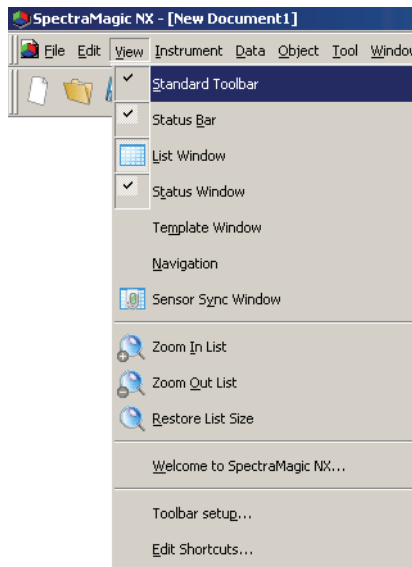 SpectraMagic NX - [New Document1]
File Edit View Instrument Data Object Tool Window
Standard Toolbar
Status Bar
List Window
Status Window
Template Window
Navigation
Sensor Sync Window
Zoom In List
Zoom Out List
Restore List Size
Welcome to SpectraMagic NX...
Toolbar setup...
Edit Shortcuts...